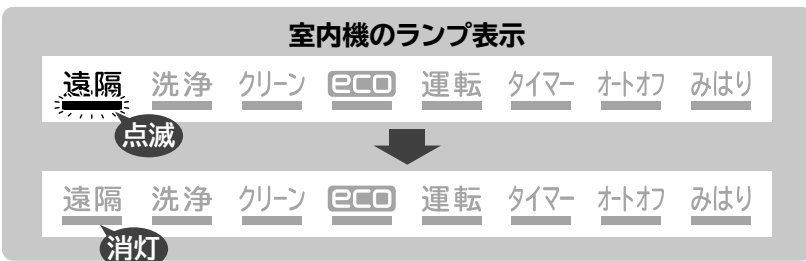 室内機のランプ表示
遠隔 洗浄 クリーン eco 運転 タイマー オートオフ みはり
点滅
遠隔 洗浄 クリーン eco 運転 タイマー オートオフ みはり
消灯